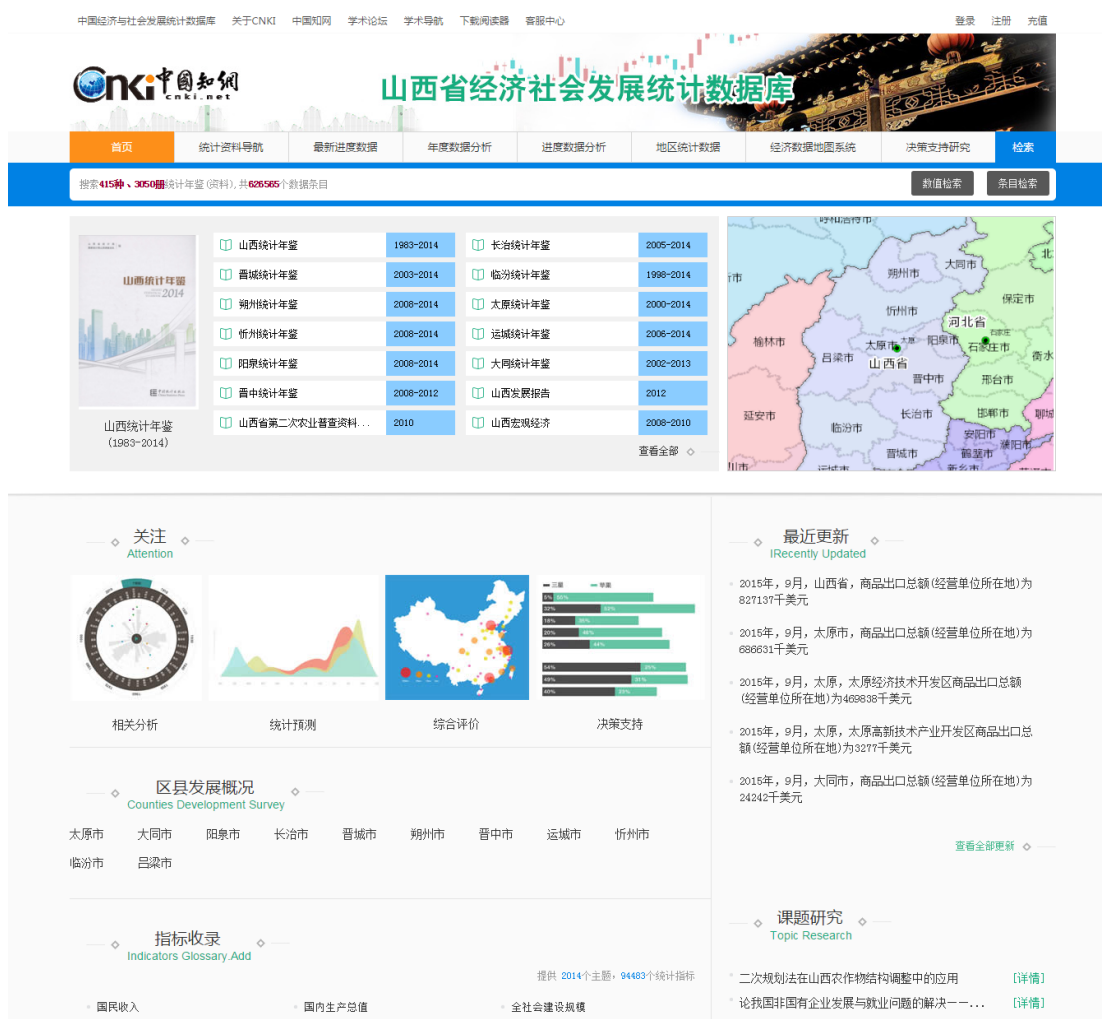 中国经济与社会发展统计数据库 关于CNKI 中国知网 学术论坛 学术导航 下载阅读器 客服中心 登录 注册 充值
Cnki 中國知網
cnki.net
山西省经济社会发展统计数据库
首页 统计资料导航 最新进度数据 年度数据分析 进度数据分析 地区统计数据 经济数据地图系统 决策支持研究 检索
搜索415种、3050册统计年鉴(资料),共626565个数据条目 数值检索 条目检索
山西统计年鉴
2014
山西统计年鉴
(1983-2014)
山西统计年鉴 1983-2014 长治统计年鉴 2005-2014
晋城统计年鉴 2003-2014 临汾统计年鉴 1998-2014
朔州统计年鉴 2008-2014 太原统计年鉴 2000-2014
忻州统计年鉴 2008-2014 运城统计年鉴 2006-2014
阳泉统计年鉴 2008-2014 大同统计年鉴 2002-2013
晋中统计年鉴 2008-2012 山西发展报告 2012
山西省第二次农业普查资料... 2010 山西宏观经济 2008-2010
查看全部
呼和浩特市
大同市
朔州市
保定市
忻州市
河北省
榆林市
太原市
阳泉市
石家庄市
吕梁市
山西省
衡水
晋中市
邢台市
延安市
长治市
邯郸市
聊城
临汾市
安阳市
濮阳市
晋城市
鹤壁市
运城市
新乡市
关注
Attention
相关分析 统计预测 综合评价 决策支持
区县发展概况
Counties Development Survey
太原市 大同市 阳泉市 长治市 晋城市 朔州市 晋中市 运城市 忻州市
临汾市 吕梁市
指标收录
Indicators Glossary.Add
提供 2014个主题,94483个统计指标
国民收入 国内生产总值 全社会建设规模
最近更新
IRecently Updated
2015年,9月,山西省,商品出口总额(经营单位所在地)为
827137千美元
2015年,9月,太原市,商品出口总额(经营单位所在地)为
686631千美元
2015年,9月,太原,太原经济技术开发区商品出口总额
(经营单位所在地)为469838千美元
2015年,9月,太原,太原高新技术产业开发区商品出口总
额(经营单位所在地)为3277千美元
2015年,9月,大同市,商品出口总额(经营单位所在地)为
24242千美元
查看全部更新
课题研究
Topic Research
二次规划法在山西农作物结构调整中的应用 [详情]
论我国非国有企业发展与就业问题的解决——... [详情]